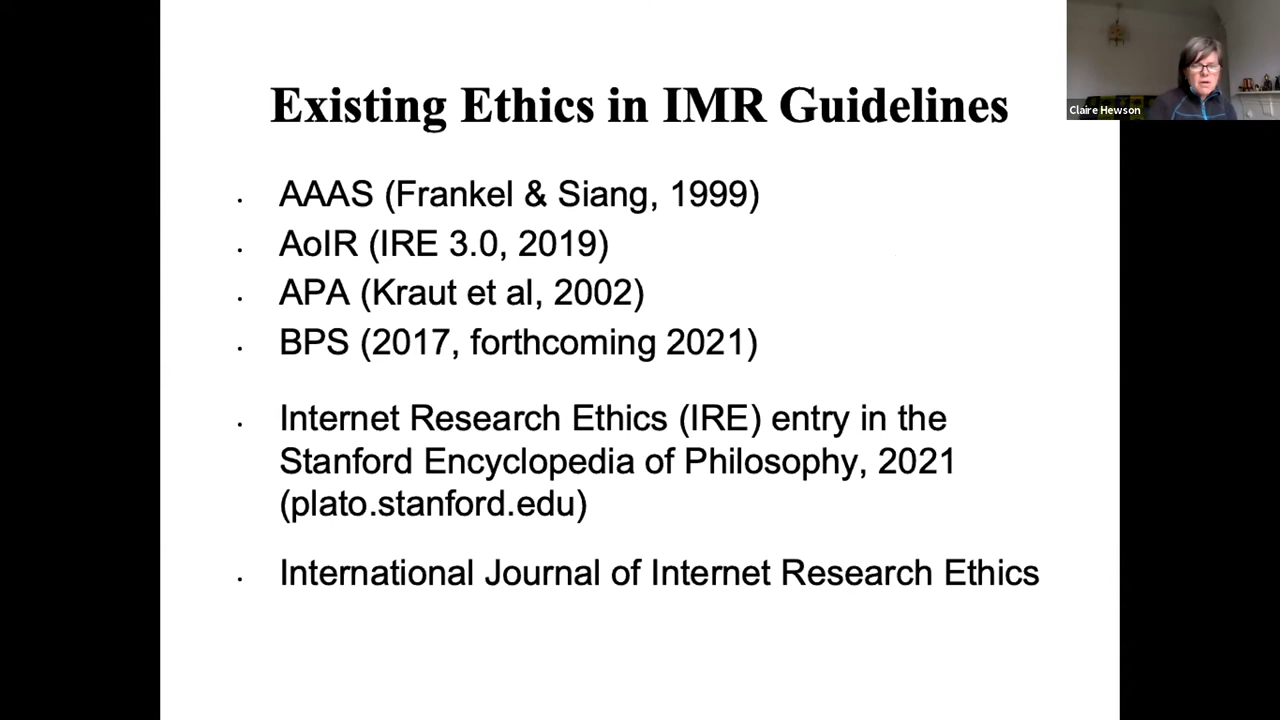 Existing Ethics in IMR Guidelines
Claire Hewson
· AAAS (Frankel & Siang, 1999)
· AoIR (IRE 3.0, 2019)
· APA (Kraut et al, 2002)
· BPS (2017, forthcoming 2021)
· Internet Research Ethics (IRE) entry in the
Stanford Encyclopedia of Philosophy, 2021
(plato.stanford.edu)
· International Journal of Internet Research Ethics